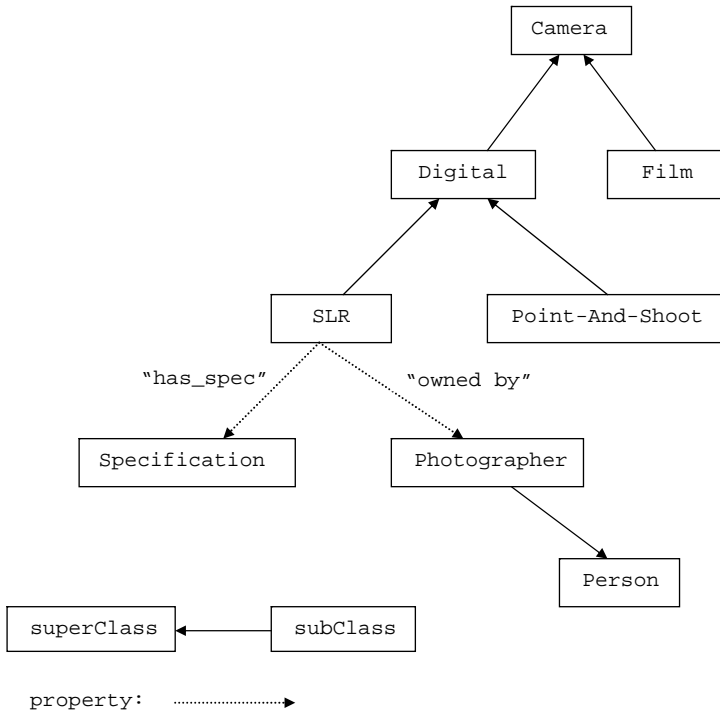 Camera
Digital
Film
SLR
Point-And-Shoot
“has_spec”
“owned by”
Specification
Photographer
Person
superClass
subClass
property: